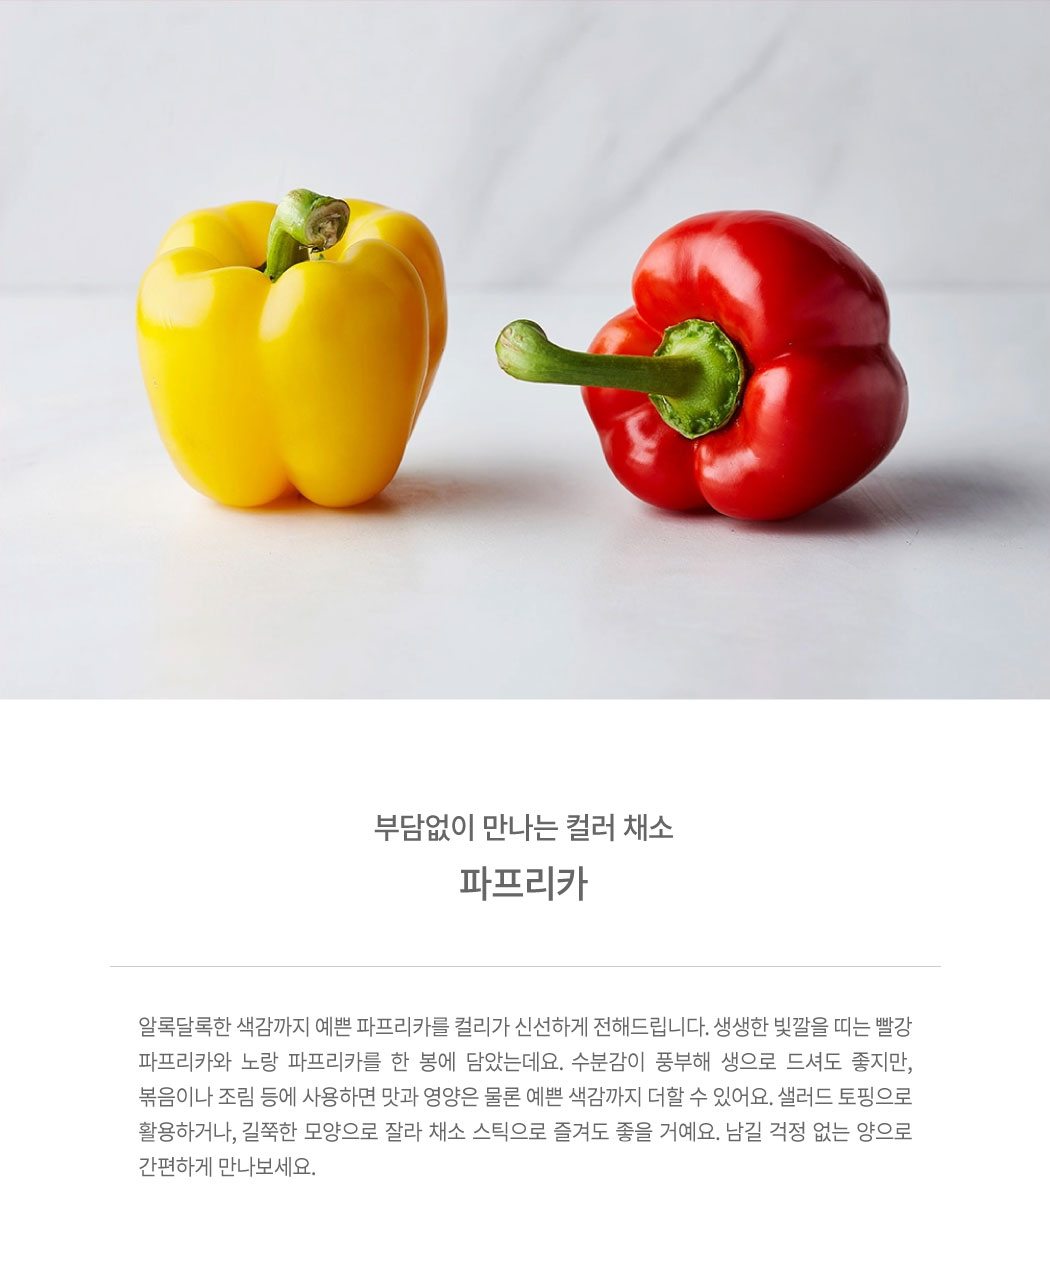 부담없이 만나는 컬러 채소
파프리카
알록달록한 색감까지 예쁜 파프리카를 컬리가 신선하게 전해드립니다. 생생한 빛깔을 띠는 빨강
파프리카와 노랑 파프리카를 한 봉에 담았는데요. 수분감이 풍부해 생으로 드셔도 좋지만,
볶음이나 조림 등에 사용하면 맛과 영양은 물론 예쁜 색감까지 더할 수 있어요. 샐러드 토핑으로
활용하거나, 길쭉한 모양으로 잘라 채소 스틱으로 즐겨도 좋을 거예요. 남길 걱정 없는 양으로
간편하게 만나보세요.